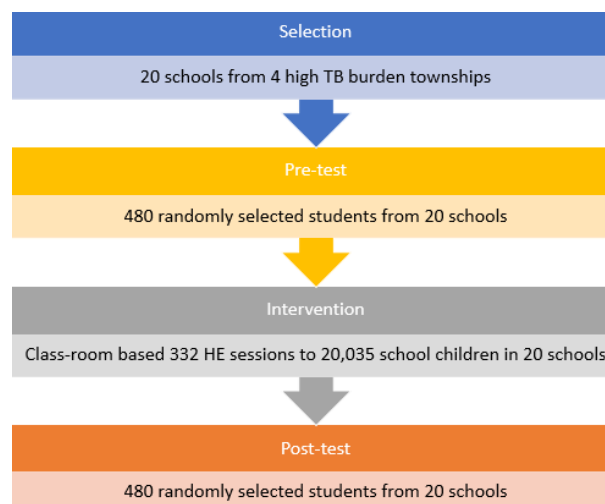 Selection
20 schools from 4 high TB burden townships
Pre-test
480 randomly selected students from 20 schools
Intervention
Class-room based 332 HE sessions to 20,035 school children in 20 schools
Post-test
480 randomly selected students from 20 schools